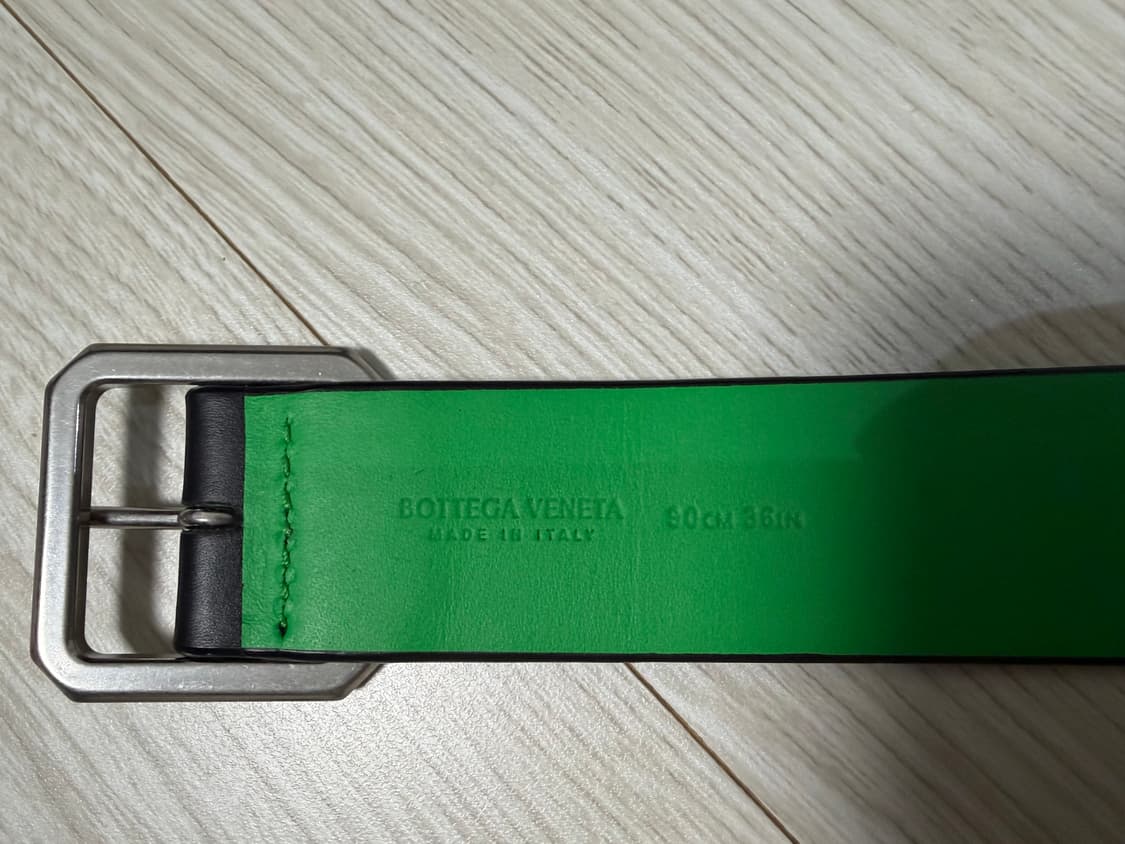 BOTTEGA VENETA
MADE IN ITALY
90CM 36IN